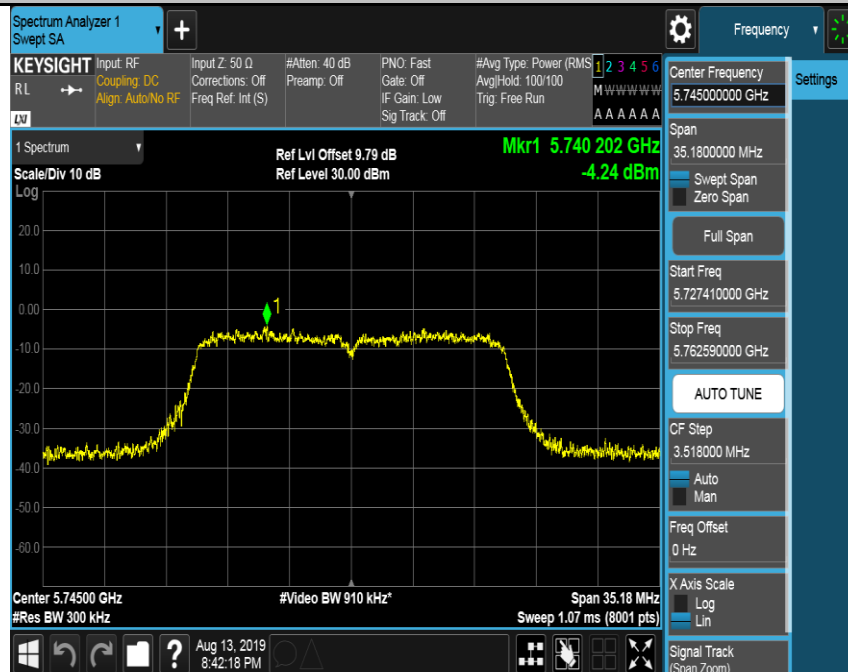 Spectrum Analyzer 1
Swept SA
+
Frequency
KEYSIGHT
RL
LXI
Input: RF
Coupling: DC
Align: Auto/No RF
Input Z: 50 Ω
Corrections: Off
Freq Ref: Int (S)
#Atten: 40 dB
Preamp: Off
PNO: Fast
Gate: Off
IF Gain: Low
Sig Track: Off
#Avg Type: Power (RMS
Avg|Hold: 100/100
Trig: Free Run
1 2 3 4 5 6
M W W W W W
A A A A A A
1 Spectrum
Scale/Div 10 dB
Ref Lvl Offset 9.79 dB
Ref Level 30.00 dBm
Mkr1 5.740 202 GHz
-4.24 dBm
Log
20.0
10.0
0.00
-10.0
-20.0
-30.0
-40.0
-50.0
-60.0
1
Center 5.74500 GHz
#Res BW 300 kHz
#Video BW 910 kHz*
Span 35.18 MHz
Sweep 1.07 ms (8001 pts)
Aug 13, 2019
8:42:18 PM
?
Center Frequency
5.745000000 GHz
Settings
Span
35.1800000 MHz
Swept Span
Zero Span
Full Span
Start Freq
5.727410000 GHz
Stop Freq
5.762590000 GHz
AUTO TUNE
CF Step
3.518000 MHz
Auto
Man
Freq Offset
0 Hz
X Axis Scale
Log
Lin
Signal Track
(Span Zoom)